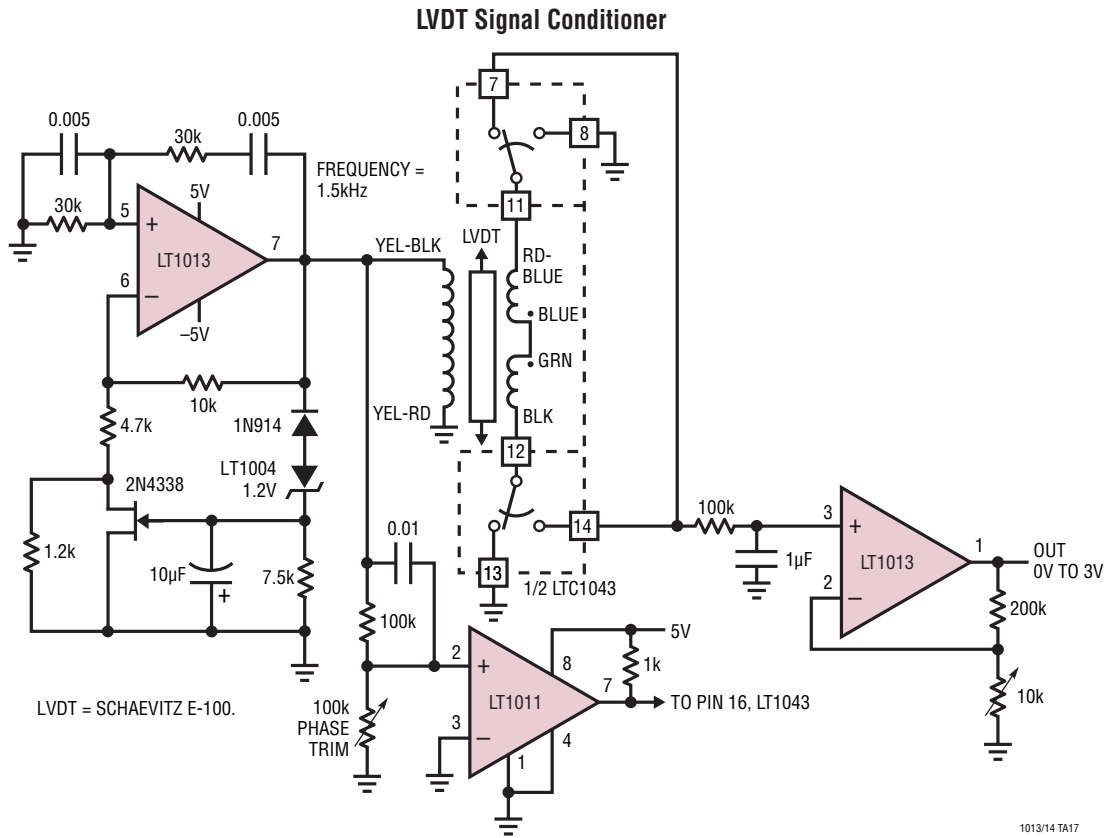 LVDT Signal Conditioner
0.005
30k
0.005
30k
5
+
5V
LT1013
7
6
–
–5V
FREQUENCY =
1.5kHz
10k
4.7k
1N914
LT1004
1.2V
2N4338
1.2k
10µF
+
7.5k
YEL-BLK
YEL-RD
LVDT
7
8
11
RD-
BLUE
BLUE
GRN
BLK
12
14
13
1/2 LTC1043
0.01
100k
100k
PHASE
TRIM
2
+
3
–
LT1011
8
7
1
4
5V
1k
TO PIN 16, LT1043
100k
1µF
3
+
2
–
LT1013
1
OUT
0V TO 3V
200k
10k
LVDT = SCHAEVITZ E-100.
1013/14 TA17